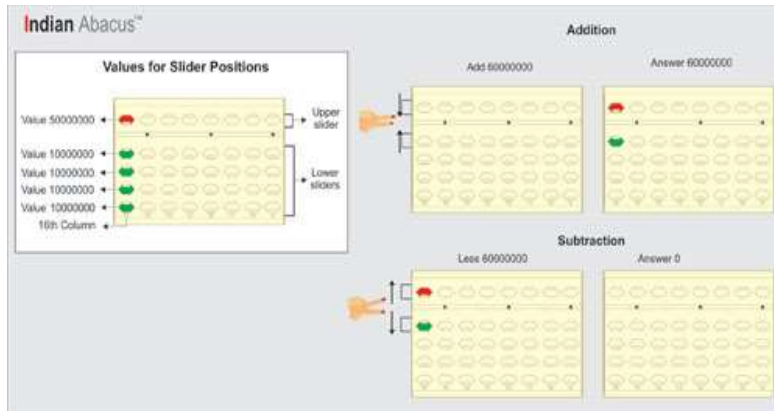 Indian Abacus™
Values for Slider Positions
Value 50000000
Upper
slider
Value 10000000
Value 10000000
Value 10000000
Value 10000000
Lower
sliders
16th Column
Addition
Add 60000000
Answer 60000000
Subtraction
Less 60000000
Answer 0